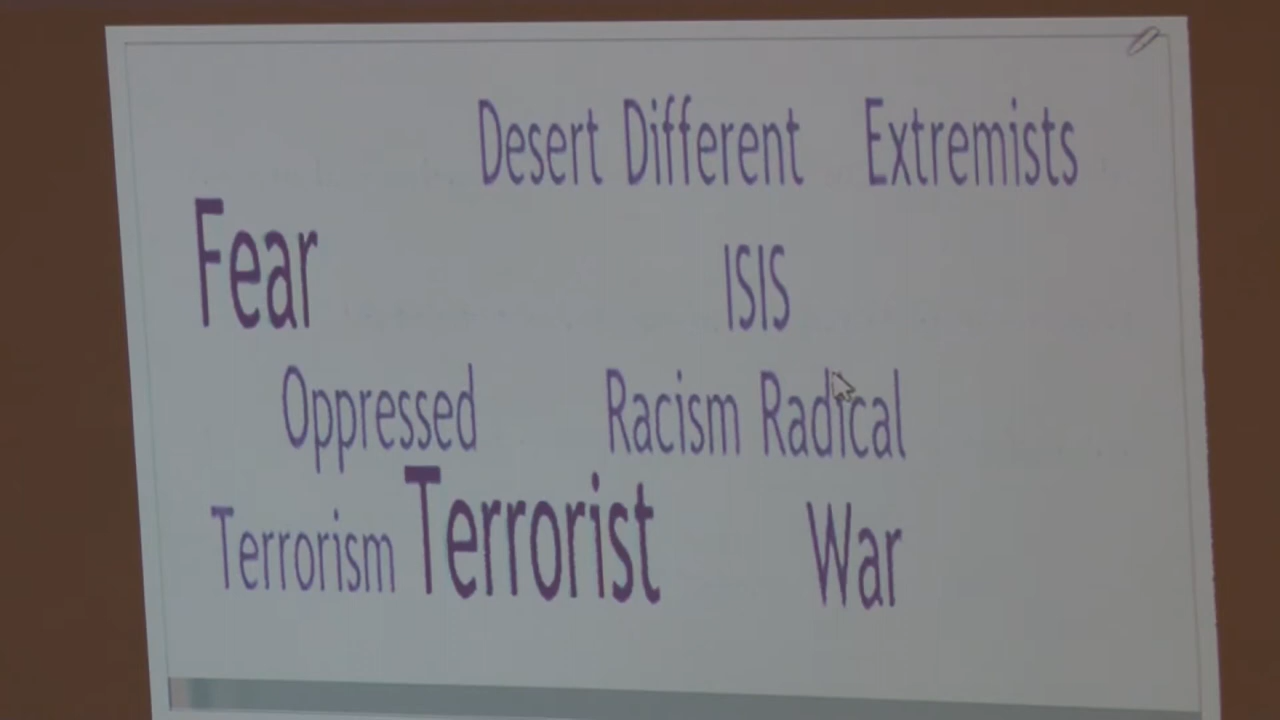 Desert Different Extremists
Fear
ISIS
Oppressed Racism Radical
Terrorism Terrorist War